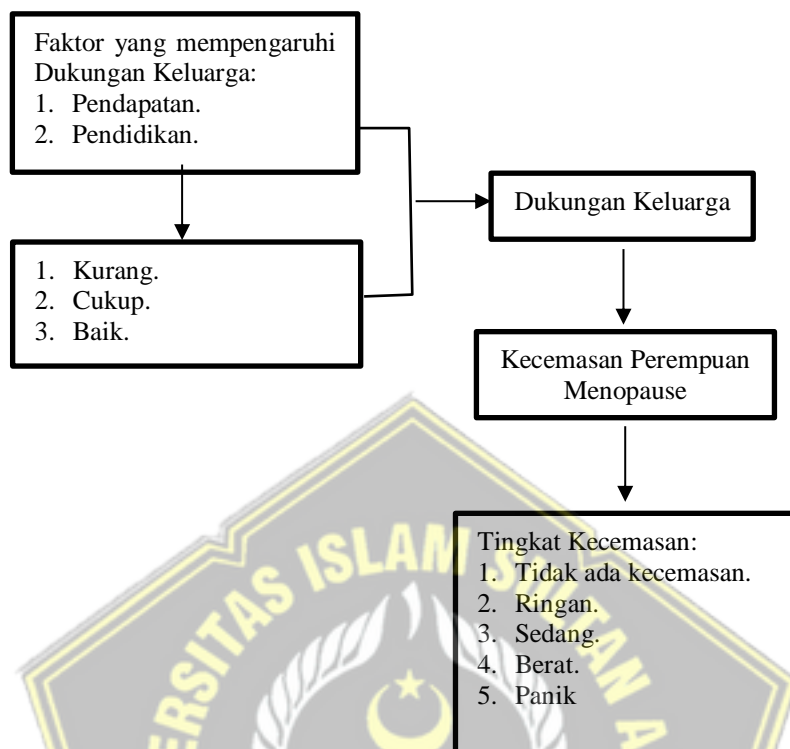 Faktor yang mempengaruhi
Dukungan Keluarga:
1. Pendapatan.
2. Pendidikan.
Dukungan Keluarga
1. Kurang.
2. Cukup.
3. Baik.
Kecemasan Perempuan
Menopause
Tingkat Kecemasan:
1. Tidak ada kecemasan.
2. Ringan.
3. Sedang.
4. Berat.
5. Panik
ISLAM